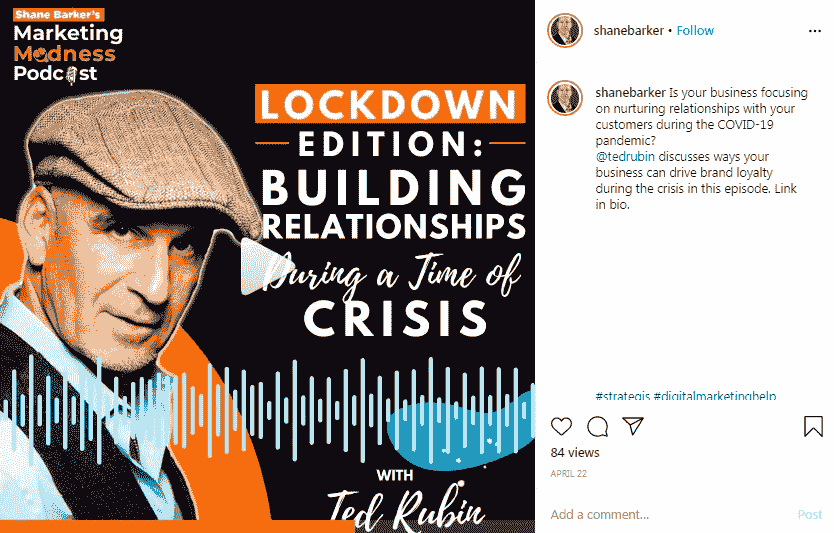 Shane Barker's
Marketing
Madness
Podcast
LOCKDOWN
EDITION:
BUILDING
RELATIONSHIPS
During a Time of
CRISIS
WITH
Ted Rubin
shanebarker • Follow
shanebarker Is your business focusing
on nurturing relationships with your
customers during the COVID-19
pandemic?
@tedrubin discusses ways your
business can drive brand loyalty
during the crisis in this episode. Link
in bio.
#strategis #digitalmarketinghelp
84 views
APRIL 22
Add a comment...
Post